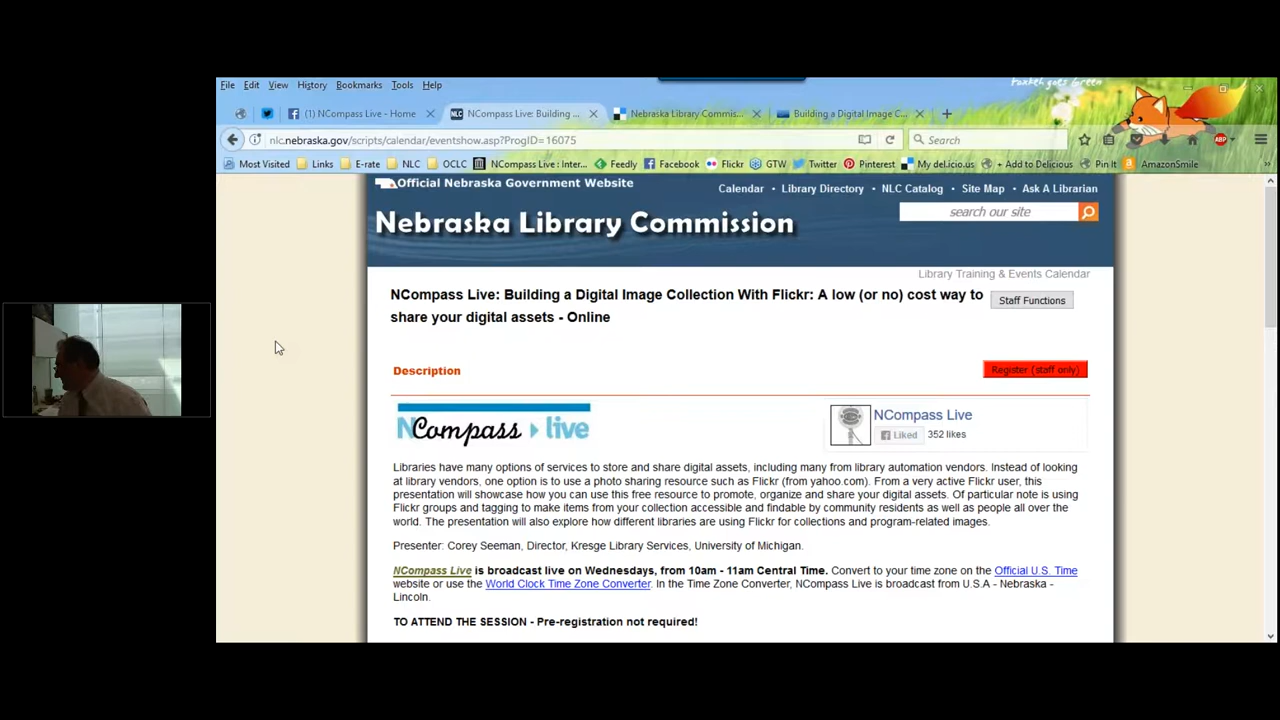 foxkeh goes Green
File Edit View History Bookmarks Tools Help
(1) NCompass Live - Home × NCompass Live: Building ... × Nebraska Library Commis... × Building a Digital Image C... ×
nlc.nebraska.gov/scripts/calendar/eventshow.asp?ProgID=16075 Search
Most Visited Links E-rate NLC OCLC NCompass Live : Inter... Feedly Facebook Flickr GTW Twitter Pinterest My del.icio.us + Add to Delicious Pin It AmazonSmile
Official Nebraska Government Website
Calendar • Library Directory • NLC Catalog • Site Map • Ask A Librarian
Nebraska Library Commission
search our site
Library Training & Events Calendar
NCompass Live: Building a Digital Image Collection With Flickr: A low (or no) cost way to
share your digital assets - Online
Staff Functions
Description
Register (staff only)
NCompass live
NCompass Live
Liked 352 likes
Libraries have many options of services to store and share digital assets, including many from library automation vendors. Instead of looking
at library vendors, one option is to use a photo sharing resource such as Flickr (from yahoo.com). From a very active Flickr user, this
presentation will showcase how you can use this free resource to promote, organize and share your digital assets. Of particular note is using
Flickr groups and tagging to make items from your collection accessible and findable by community residents as well as people all over the
world. The presentation will also explore how different libraries are using Flickr for collections and program-related images.
Presenter: Corey Seeman, Director, Kresge Library Services, University of Michigan.
NCompass Live is broadcast live on Wednesdays, from 10am - 11am Central Time. Convert to your time zone on the Official U.S. Time
website or use the World Clock Time Zone Converter. In the Time Zone Converter, NCompass Live is broadcast from U.S.A - Nebraska -
Lincoln.
TO ATTEND THE SESSION - Pre-registration not required!